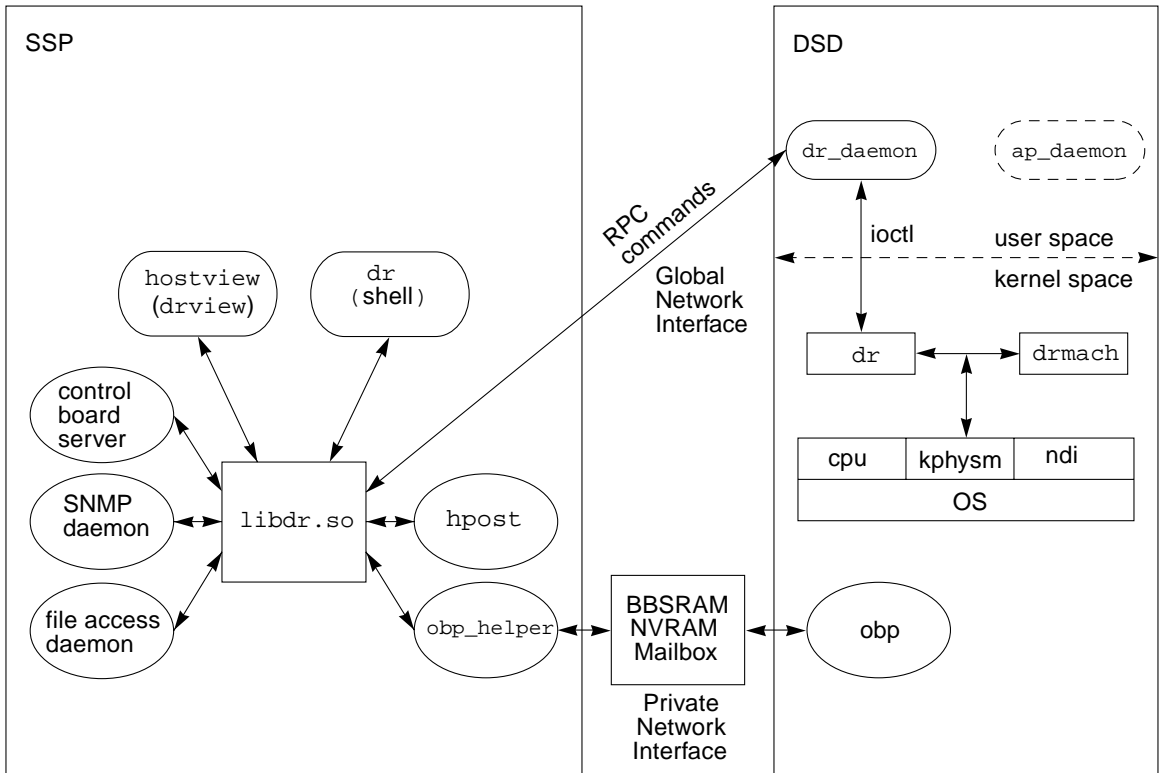 SSP
DSD
dr_daemon
ap_daemon
RPC
commands
ioctl
user space
kernel space
Global
Network
Interface
hostview
(drview)
dr
(shell)
dr
drmach
control
board
server
cpu
kphysm
ndi
OS
SNMP
daemon
libdr.so
hpost
file access
daemon
obp_helper
BBSRAM
NVRAM
Mailbox
obp
Private
Network
Interface